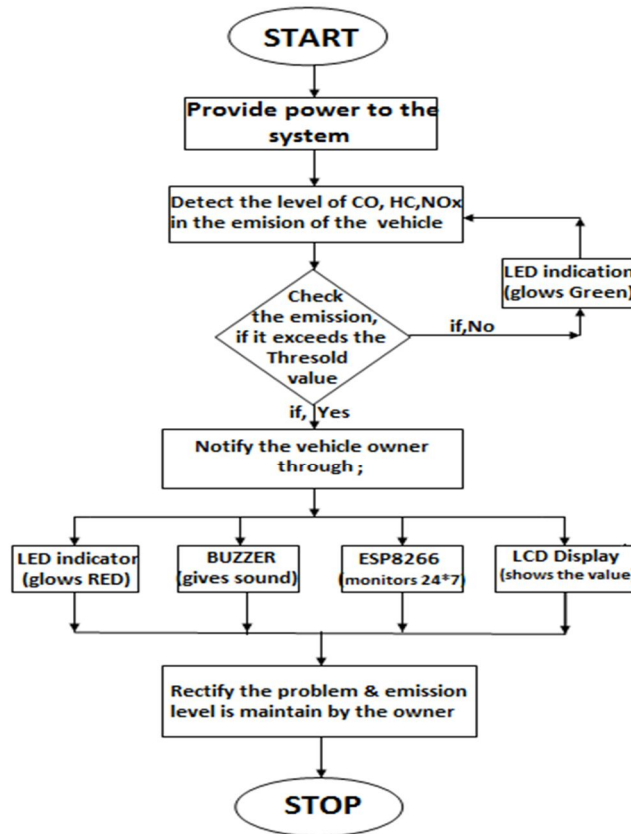 START
Provide power to the
system
Detect the level of CO, HC,NOx
in the emision of the vehicle
LED indication
(glows Green)
Check
the emission,
if it exceeds the
Thresold
value
if,No
if, Yes
Notify the vehicle owner
through ;
LED indicator
(glows RED)
BUZZER
(gives sound)
ESP8266
(monitors 24*7)
LCD Display
(shows the value
Rectify the problem & emission
level is maintain by the owner
STOP